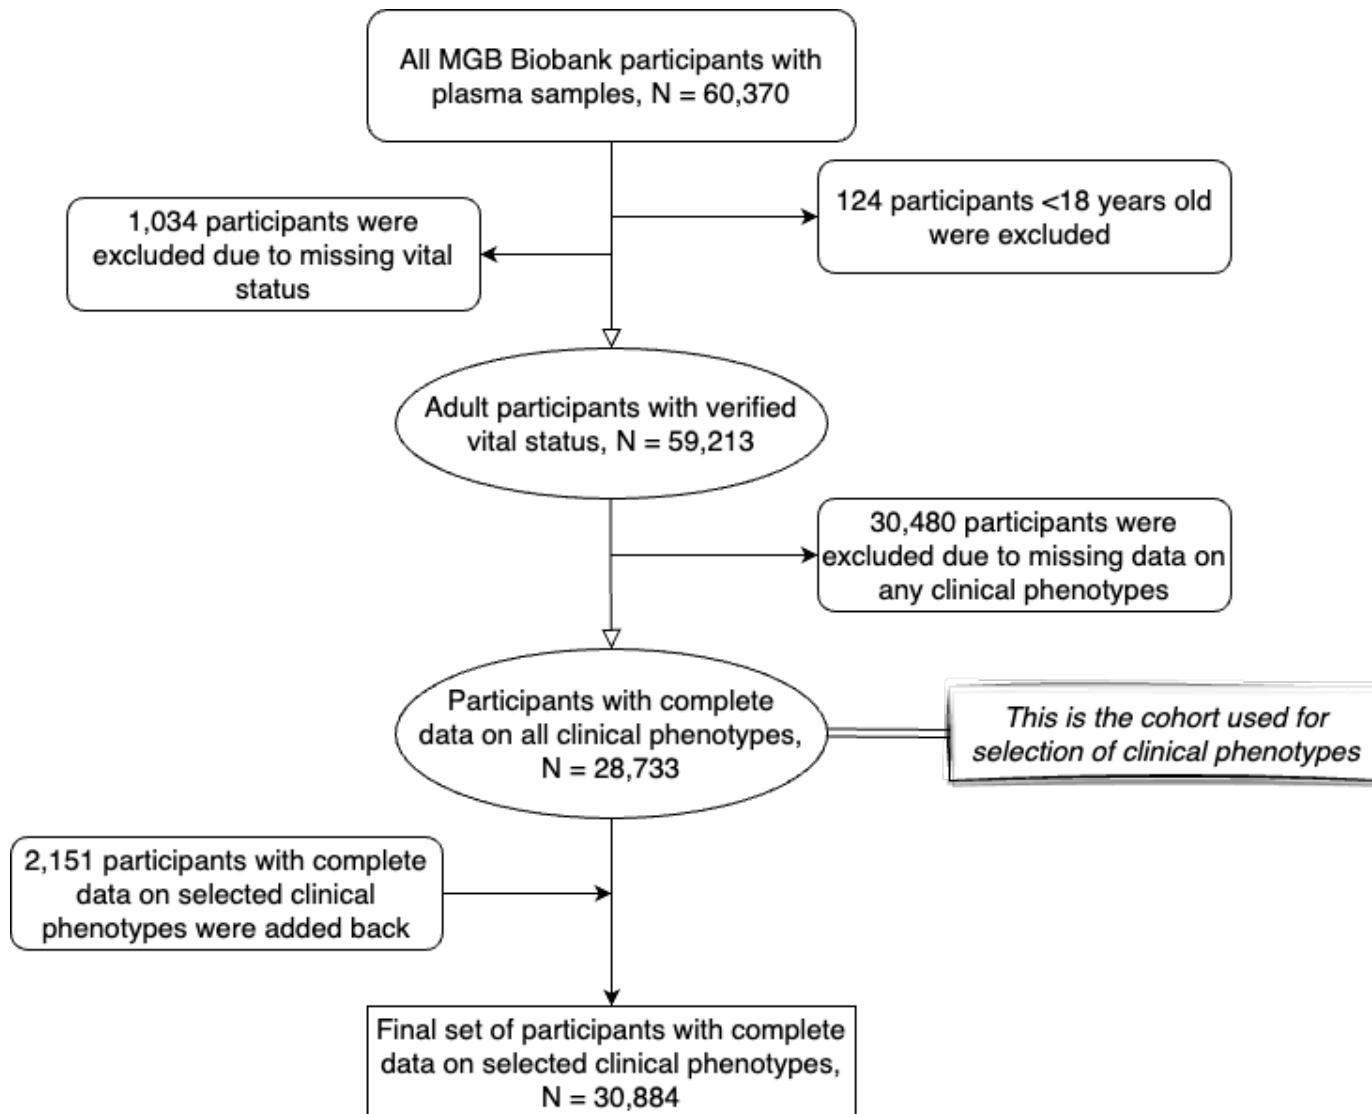 All MGB Biobank participants with
plasma samples, N = 60,370
124 participants <18 years old
were excluded
1,034 participants were
excluded due to missing vital
status
Adult participants with verified
vital status, N = 59,213
30,480 participants were
excluded due to missing data on
any clinical phenotypes
Participants with complete
data on all clinical phenotypes,
N = 28,733
This is the cohort used for
selection of clinical phenotypes
2,151 participants with complete
data on selected clinical
phenotypes were added back
Final set of participants with complete
data on selected clinical phenotypes,
N = 30,884